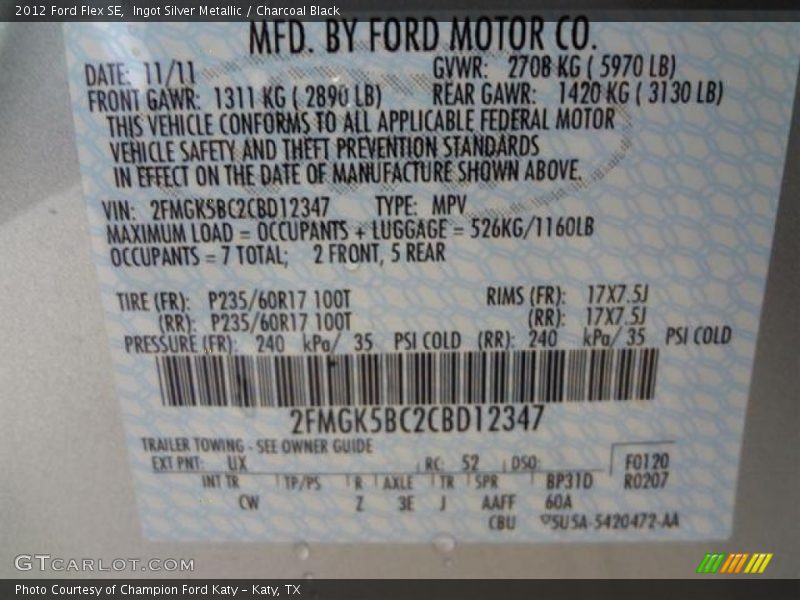 2012 Ford Flex SE,  Ingot Silver Metallic / Charcoal Black
MFD. BY FORD MOTOR CO.
DATE: 11/11 GVWR: 2708 KG ( 5970 LB)
FRONT GAWR: 1311 KG ( 2890 LB) REAR GAWR: 1420 KG ( 3130 LB)
THIS VEHICLE CONFORMS TO ALL APPLICABLE FEDERAL MOTOR
VEHICLE SAFETY AND THEFT PREVENTION STANDARDS
IN EFFECT ON THE DATE OF MANUFACTURE SHOWN ABOVE.
VIN: 2FMGK5BC2CBD12347 TYPE: MPV
MAXIMUM LOAD = OCCUPANTS + LUGGAGE = 526KG/1160LB
OCCUPANTS = 7 TOTAL; 2 FRONT, 5 REAR
TIRE (FR): P235/60R17 100T RIMS (FR): 17X7.5J
(RR): P235/60R17 100T (RR): 17X7.5J
PRESSURE (FR): 240 kPa/ 35 PSI COLD (RR): 240 kPa/ 35 PSI COLD
2FMGK5BC2CBD12347
TRAILER TOWING - SEE OWNER GUIDE
EXT PNT: UX RC: 52 DSO: F0120
INT TR TP/PS R AXLE TR SPR BP31D R0207
CW Z 3E J AAFF 60A
CBU SUSA-5420472-AA
GTCARLOT.COM
Photo Courtesy of Champion Ford Katy – Katy, TX